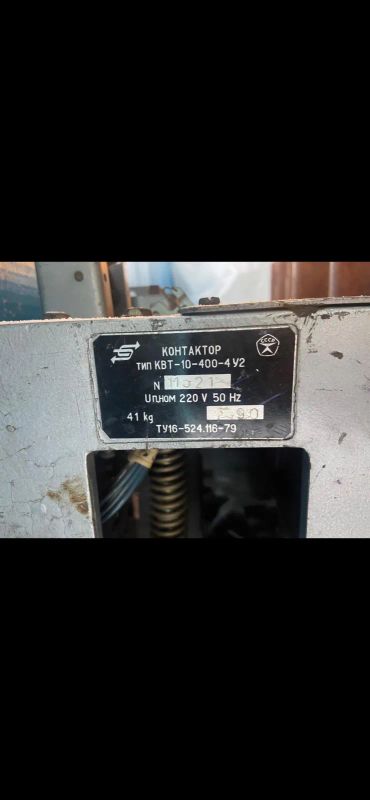 КОНТАКТОР
СССР
тип КВТ-10-400-4 У2
N
Uп.ном 220 V 50 Hz
41 kg
ТУ16-524.116-79